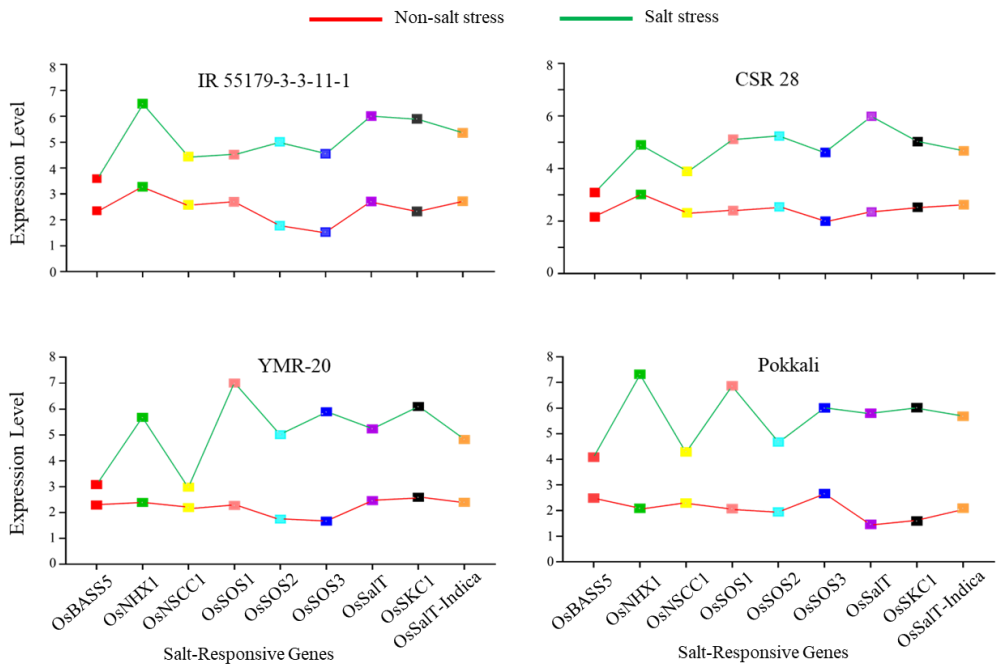 Non-salt stress
Salt stress
IR 55179-3-3-11-1
Expression Level
8
7
6
5
4
3
2
1
0
CSR 28
8
6
4
2
0
YMR-20
Expression Level
8
7
6
5
4
3
2
1
0
OsBASS5
OsNHX1
OsNSCC1
OsSOS1
OsSOS2
OsSOS3
OsSalT
OsSKC1
OsSalT-Indica
Salt-Responsive Genes
Pokkali
8
7
6
5
4
3
2
1
0
OsBASS5
OsNHX1
OsNSCC1
OsSOS1
OsSOS2
OsSOS3
OsSalT
OsSKC1
OsSalT-Indica
Salt-Responsive Genes